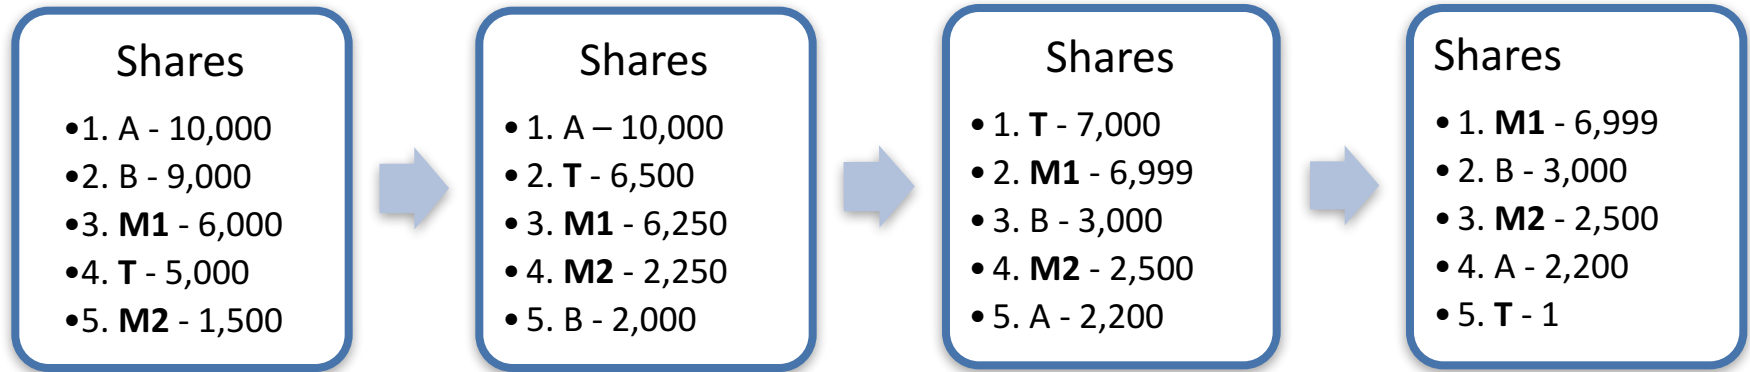 Shares
•1. A - 10,000
•2. B - 9,000
•3. M1 - 6,000
•4. T - 5,000
•5. M2 - 1,500
Shares
• 1. A – 10,000
• 2. T - 6,500
• 3. M1 - 6,250
• 4. M2 - 2,250
• 5. B - 2,000
Shares
• 1. T - 7,000
• 2. M1 - 6,999
• 3. B - 3,000
• 4. M2 - 2,500
• 5. A - 2,200
Shares
• 1. M1 - 6,999
• 2. B - 3,000
• 3. M2 - 2,500
• 4. A - 2,200
• 5. T - 1